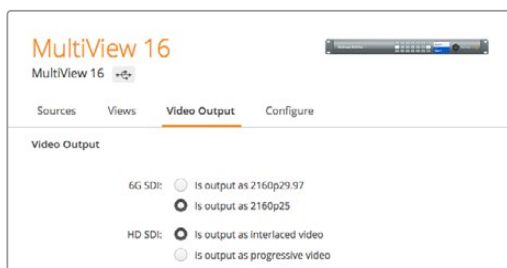 MultiView 16
MultiView 16
Sources Views Video Output Configure
Video Output
6G SDI: Is output as 2160p29.97
Is output as 2160p25
HD SDI: Is output as interlaced video
Is output as progressive video